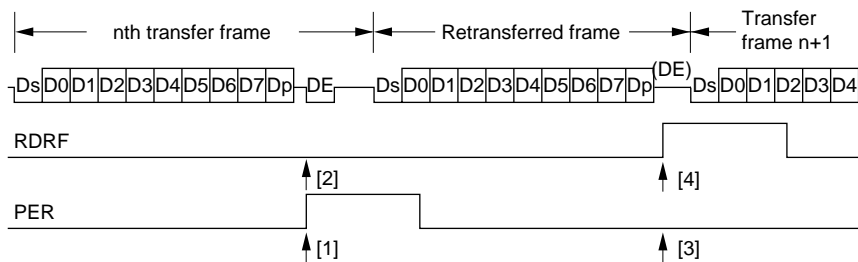 nth transfer frame Retransferred frame Transfer
frame n+1
Ds D0 D1 D2 D3 D4 D5 D6 D7 Dp DE Ds D0 D1 D2 D3 D4 D5 D6 D7 Dp (DE) Ds D0 D1 D2 D3 D4
RDRF
[2] [4]
PER
[1] [3]